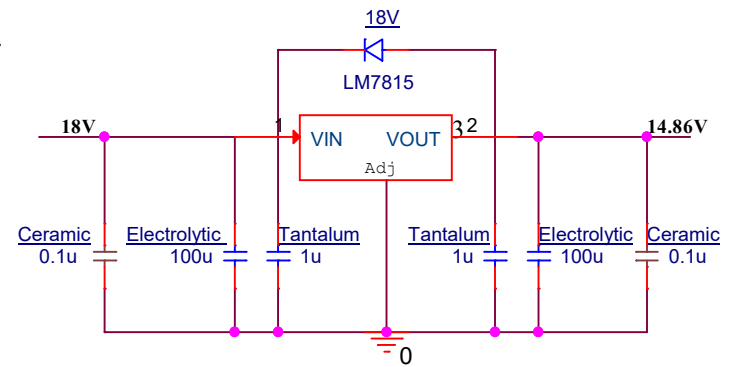 18V
LM7815
18V
1
VIN
VOUT
3
2
14.86V
Adj
Ceramic
0.1u
Electrolytic
100u
Tantalum
1u
Tantalum
1u
Electrolytic
100u
Ceramic
0.1u
0